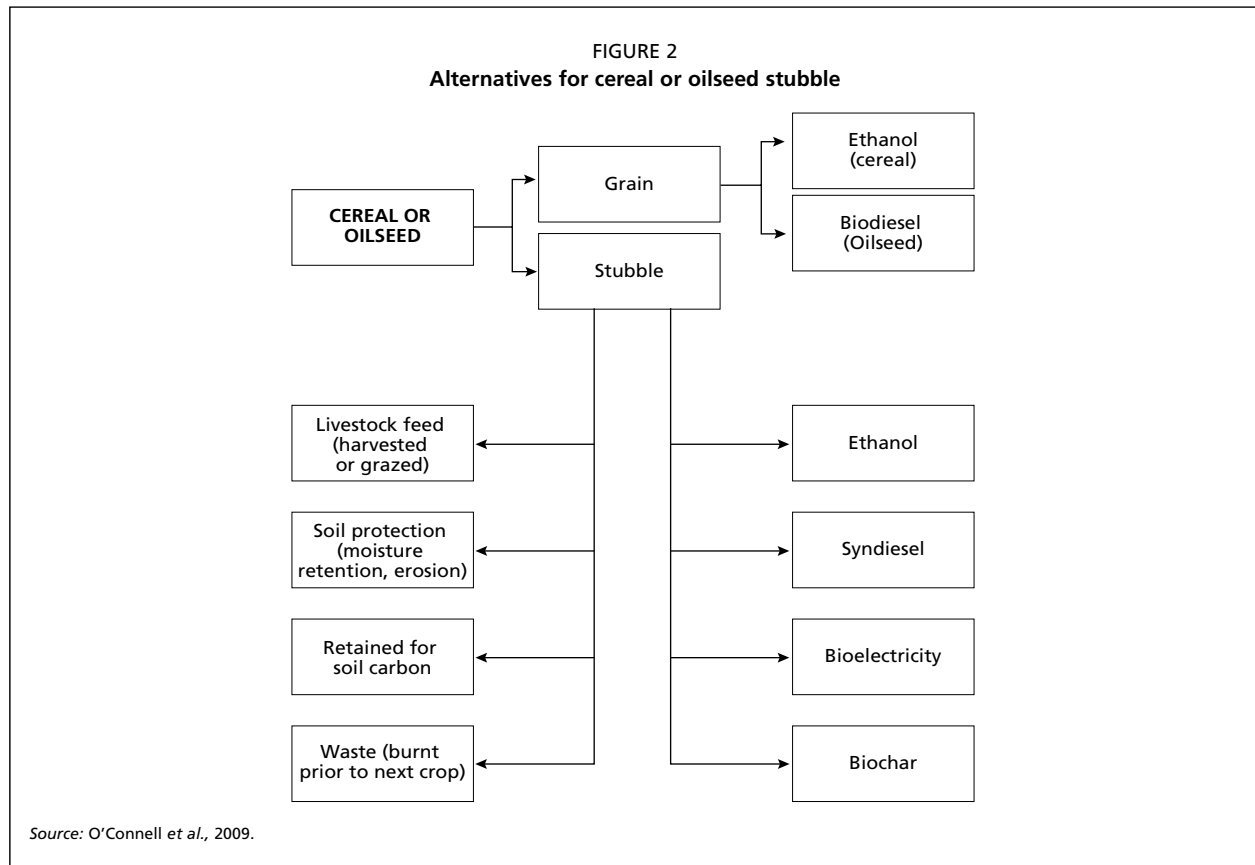 FIGURE 2
Alternatives for cereal or oilseed stubble
CEREAL OR
OILSEED
Grain
Stubble
Ethanol
(cereal)
Biodiesel
(Oilseed)
Livestock feed
(harvested
or grazed)
Soil protection
(moisture
retention, erosion)
Retained for
soil carbon
Waste (burnt
prior to next crop)
Ethanol
Syndiesel
Bioelectricity
Biochar
Source: O’Connell et al., 2009.